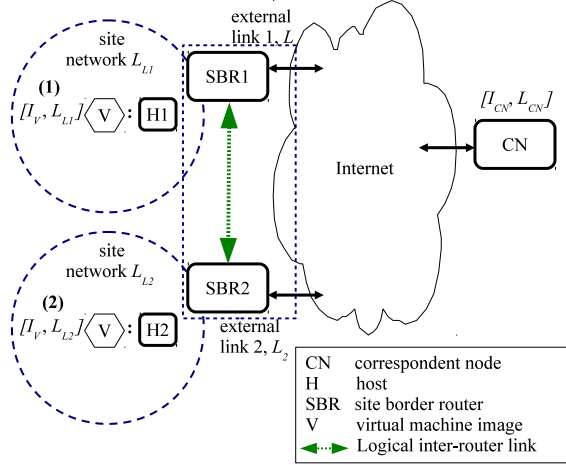 site
network L_L1
external
link 1, L
SBR1
(1)
[I_V, L_L1] V : H1
[I_CN, L_CN]
CN
Internet
site
network L_L2
SBR2
(2)
[I_V, L_L2] V : H2
external
link 2, L_2
CN correspondent node
H host
SBR site border router
V virtual machine image
Logical inter-router link